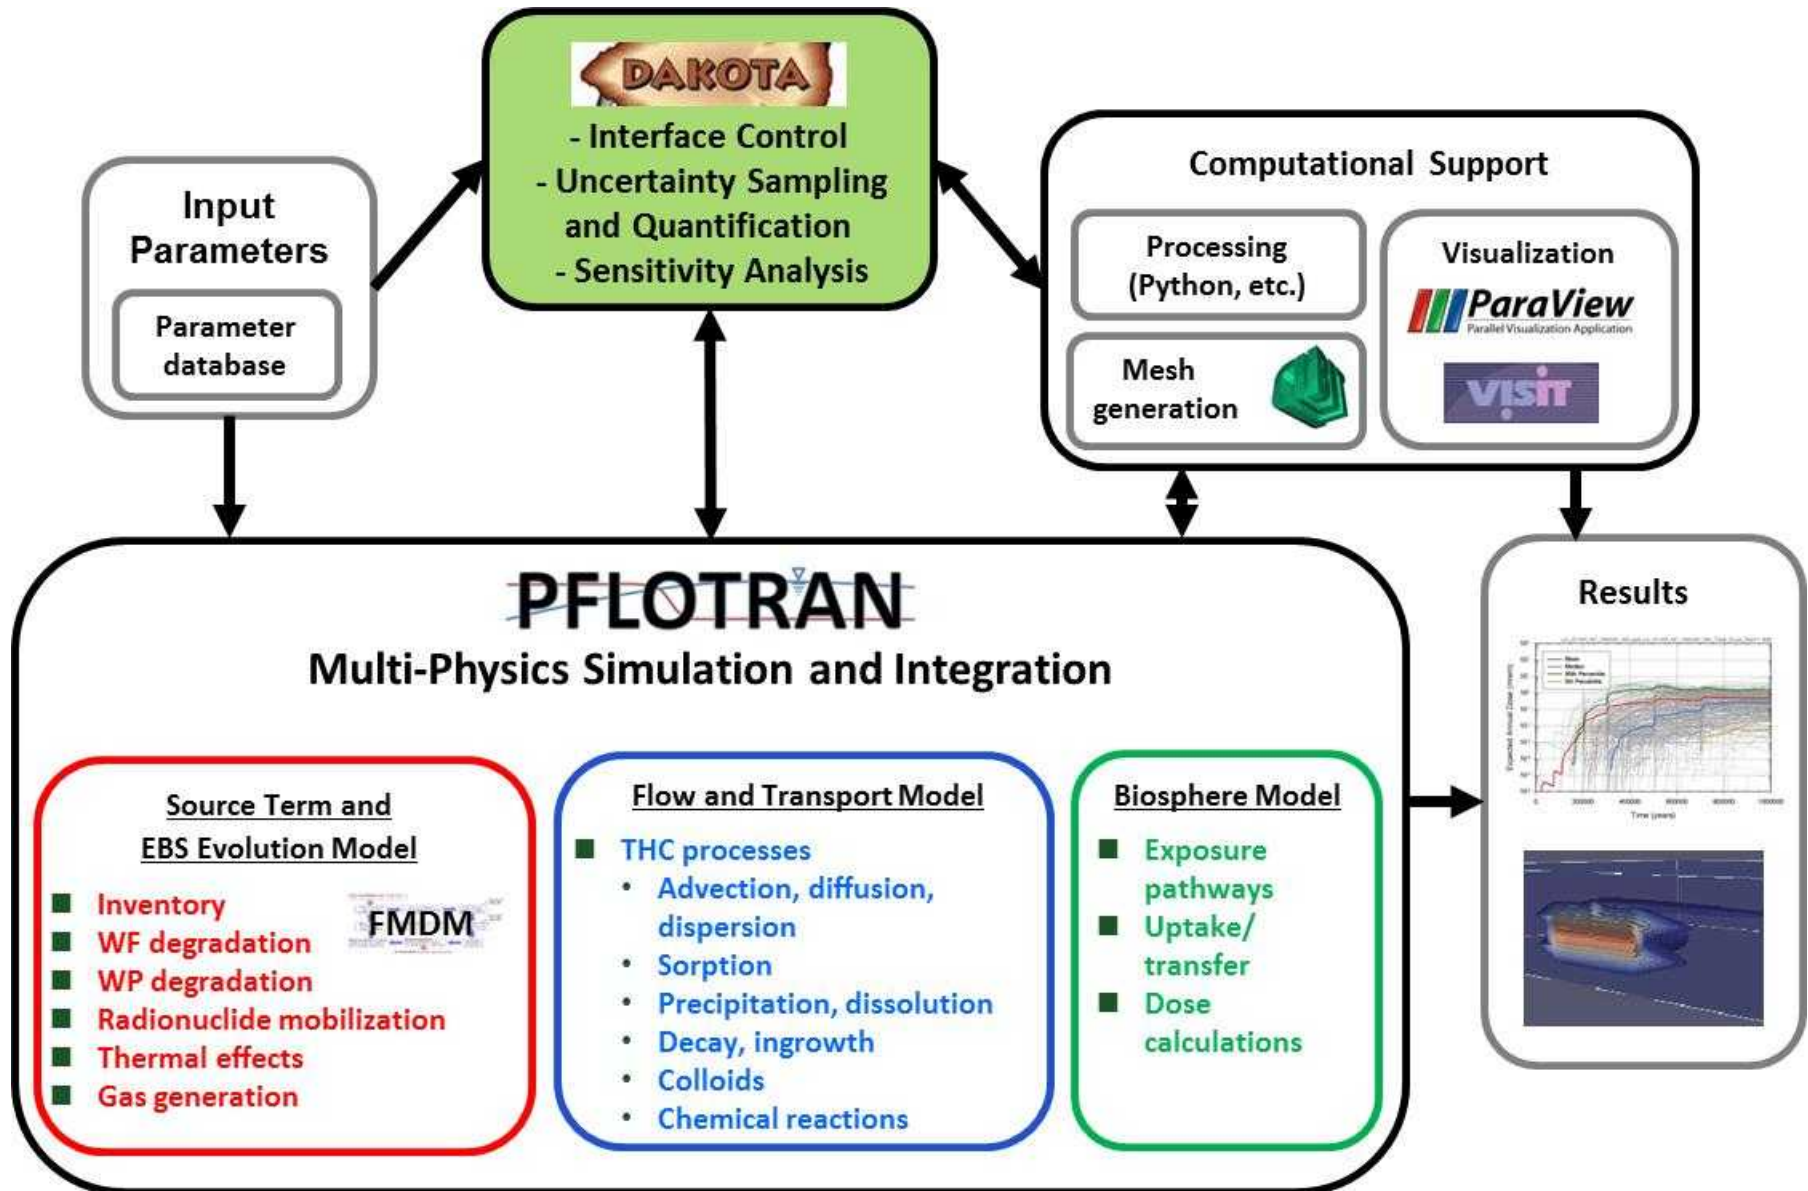 DAKOTA
- Interface Control
- Uncertainty Sampling
and Quantification
- Sensitivity Analysis
Input
Parameters
Parameter
database
Computational Support
Processing
(Python, etc.)
Mesh
generation
Visualization
ParaView
Parallel Visualization Application
VISIT
PFLOTRAN
Multi-Physics Simulation and Integration
Source Term and
EBS Evolution Model
Inventory
WF degradation
WP degradation
Radionuclide mobilization
Thermal effects
Gas generation
FMDM
Flow and Transport Model
THC processes
• Advection, diffusion,
dispersion
• Sorption
• Precipitation, dissolution
• Decay, ingrowth
• Colloids
• Chemical reactions
Biosphere Model
Exposure
pathways
Uptake/
transfer
Dose
calculations
Results
Mean
Median
Time (years)